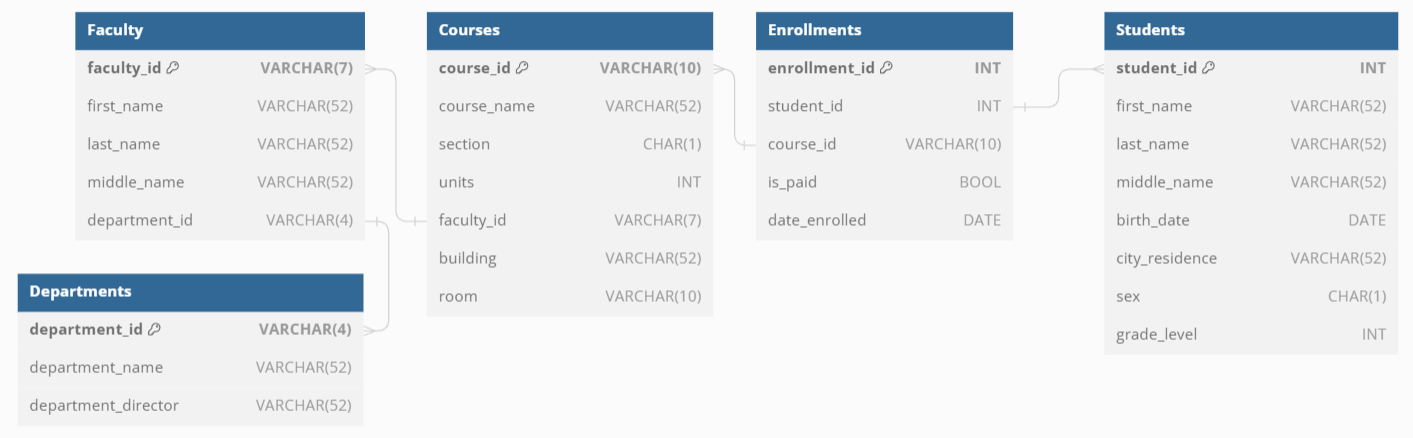 Faculty
faculty_id VARCHAR(7)
first_name VARCHAR(52)
last_name VARCHAR(52)
middle_name VARCHAR(52)
department_id VARCHAR(4)
Departments
department_id VARCHAR(4)
department_name VARCHAR(52)
department_director VARCHAR(52)
Courses
course_id VARCHAR(10)
course_name VARCHAR(52)
section CHAR(1)
units INT
faculty_id VARCHAR(7)
building VARCHAR(52)
room VARCHAR(10)
Enrollments
enrollment_id INT
student_id INT
course_id VARCHAR(10)
is_paid BOOL
date_enrolled DATE
Students
student_id INT
first_name VARCHAR(52)
last_name VARCHAR(52)
middle_name VARCHAR(52)
birth_date DATE
city_residence VARCHAR(52)
sex CHAR(1)
grade_level INT